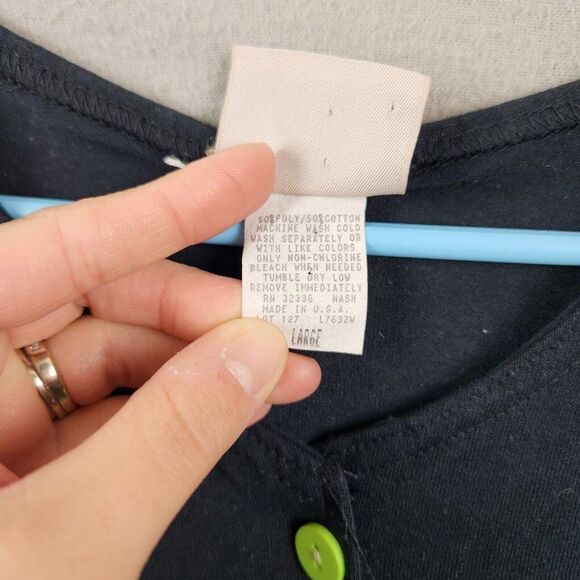 50%POLY/50%COTTON
MACHINE WASH COLD
WASH SEPARATELY OR
WITH LIKE COLORS
ONLY NON-CHLORINE
BLEACH WHEN NEEDED
TUMBLE DRY LOW
REMOVE IMMEDIATELY
RN 32336 NASH
MADE IN U.S.A.
LOT 127 L7632W
LARGE